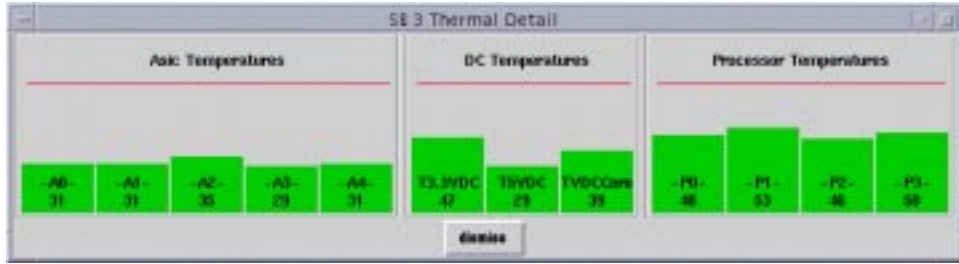 SB 3 Thermal Detail
Asic Temperatures
DC Temperatures
Processor Temperatures
-A0- -A1- -A2- -A3- -A4- T3.3VDC T5VDC TVDCCore -P0- -P1- -P2- -P3-
31 31 35 29 31 47 29 39 48 53 46 50
dismiss